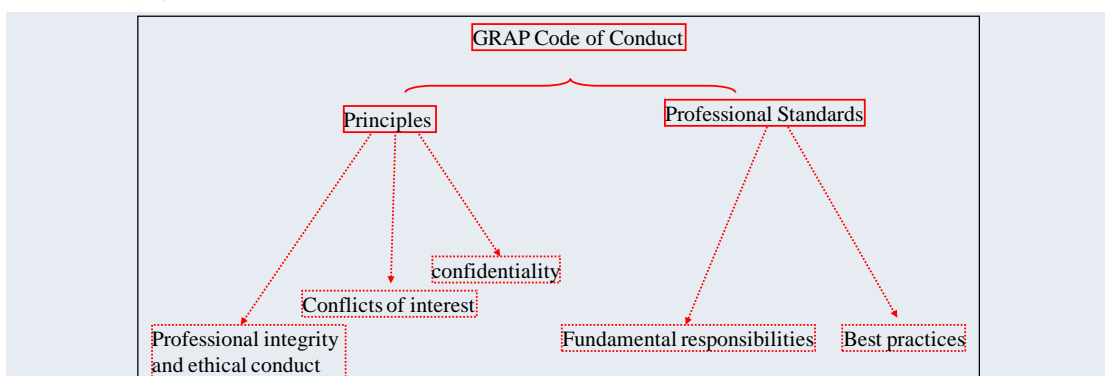 GRAP Code of Conduct
Principles
Professional Standards
confidentiality
Conflicts of interest
Professional integrity
and ethical conduct
Fundamental responsibilities
Best practices